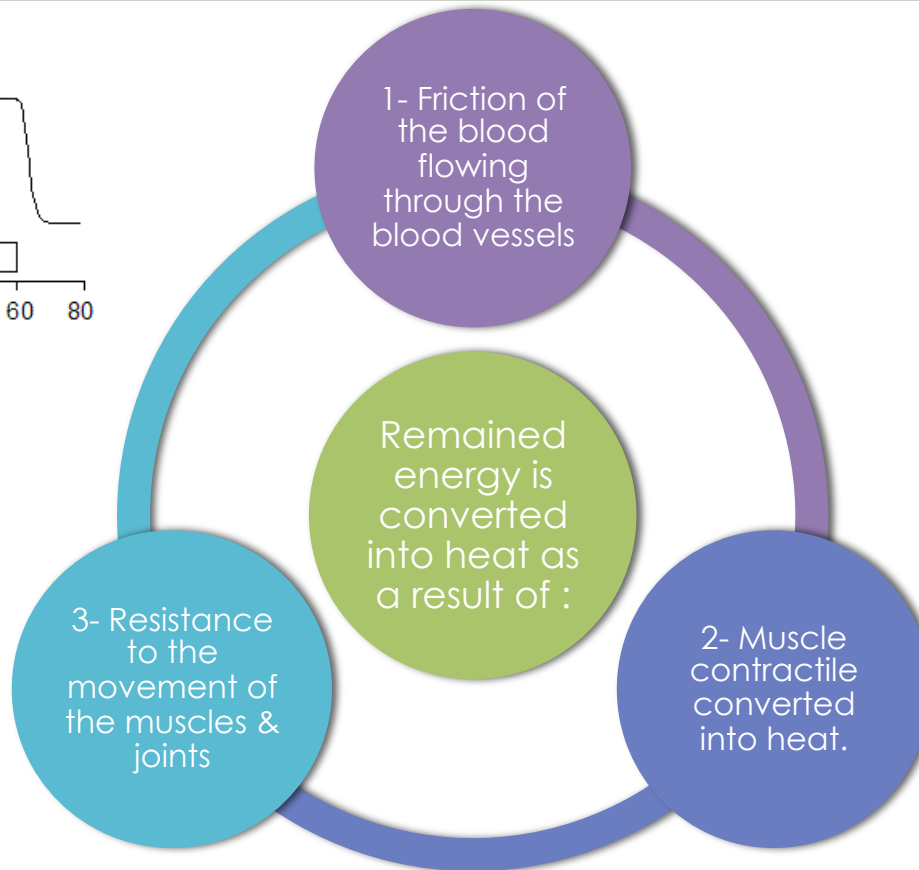 1- Friction of
the blood
flowing
through the
blood vessels
60 80
Remained
energy is
converted
into heat as
a result of :
3- Resistance
to the
movement of
the muscles &
joints
2- Muscle
contractile
converted
into heat.